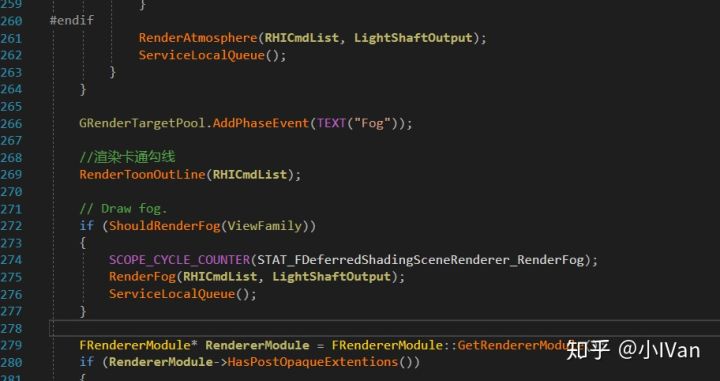 259 }
260 #endif
261 RenderAtmosphere(RHICmdList, LightShaftOutput);
262 ServiceLocalQueue();
263 }
264 }
265
266 GRenderTargetPool.AddPhaseEvent(TEXT("Fog"));
267
268 //渲染卡通勾线
269 RenderToonOutLine(RHICmdList);
270
271 // Draw fog.
272 if (ShouldRenderFog(ViewFamily))
273 {
274 SCOPE_CYCLE_COUNTER(STAT_FDeferredShadingSceneRenderer_RenderFog);
275 RenderFog(RHICmdList, LightShaftOutput);
276 ServiceLocalQueue();
277 }
278
279 FRendererModule* RendererModule = FRendererModule::GetRendererModule
280 if (RendererModule->HasPostOpaqueExtentions())
281 {
知乎 @小IVan